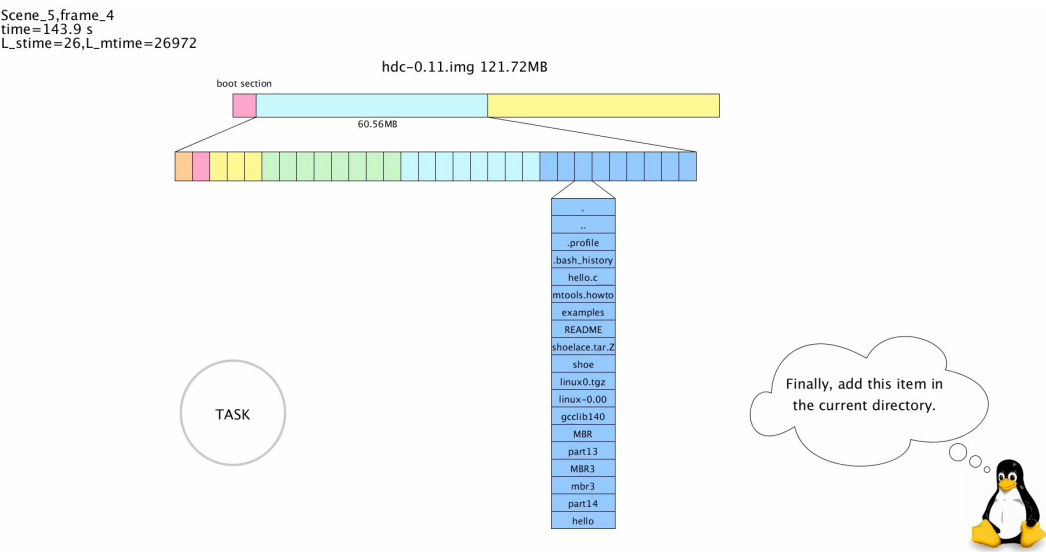 Scene_5,frame_4
time=143.9 s
L_stime=26,L_mtime=26972
hdc-0.11.img 121.72MB
boot section
60.56MB
.
..
.profile
.bash_history
hello.c
mtools.howto
examples
README
shoelace.tar.Z
shoe
linux0.tgz
linux-0.00
gcclib140
MBR
part13
MBR3
mbr3
part14
hello
TASK
Finally, add this item in
the current directory.